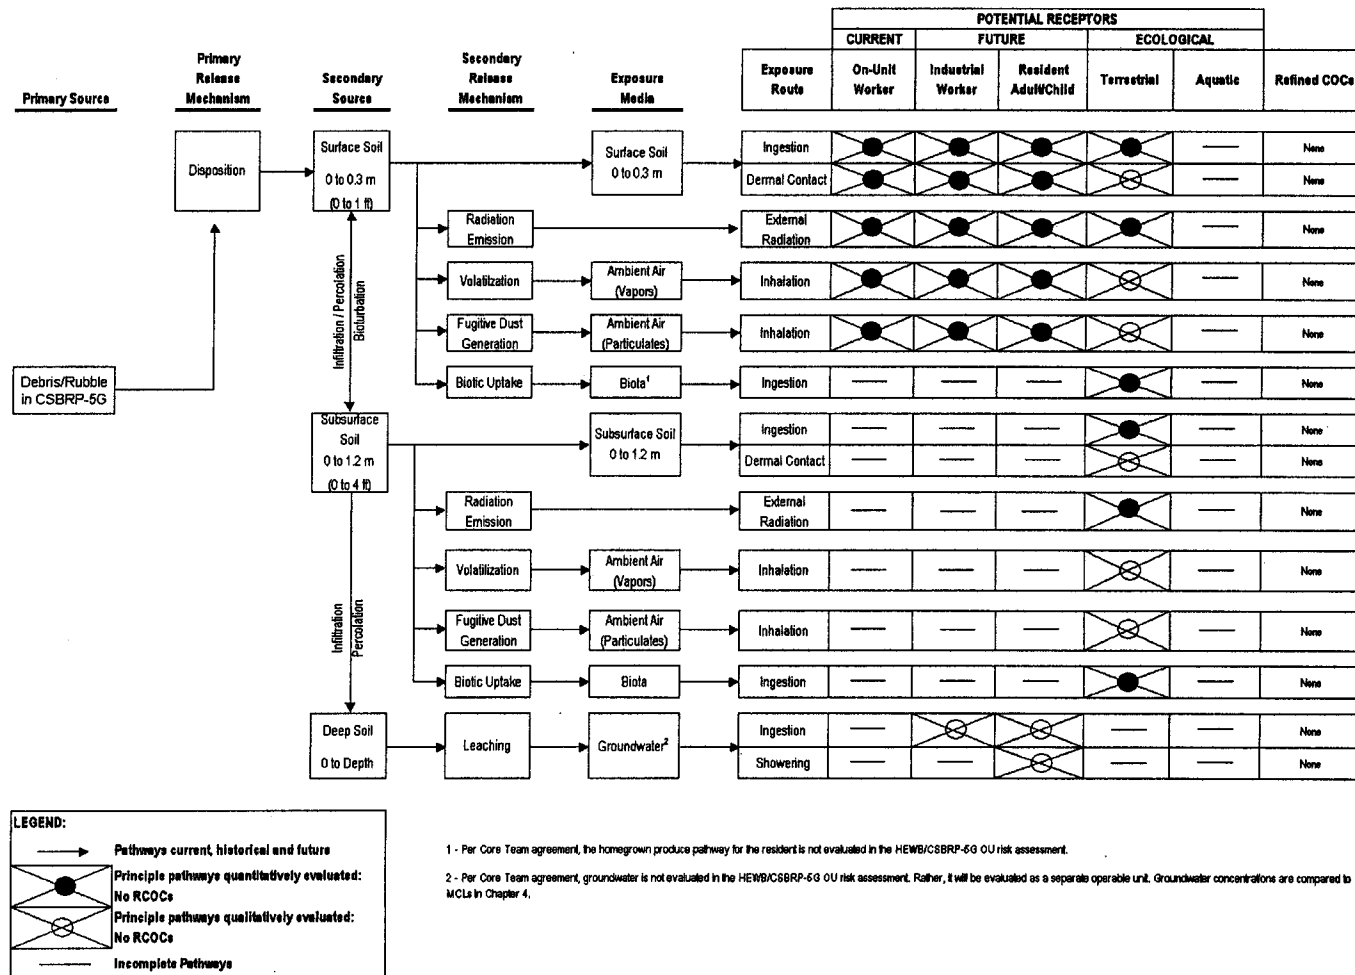 POTENTIAL RECEPTORS
CURRENT FUTURE ECOLOGICAL
Primary Source
Primary
Release
Mechanism
Secondary
Source
Secondary
Release
Mechanism
Exposure
Media
Exposure
Route
On-Unit
Worker
Industrial
Worker
Resident
Adult/Child
Terrestrial
Aquatic
Refined COCs
Debris/Rubble
in CSBRP-5G
Disposition
Surface Soil
0 to 0.3 m
(0 to 1 ft)
Surface Soil
0 to 0.3 m
Ingestion
None
Dermal Contact
None
Radiation
Emission
External
Radiation
None
Volatilzation
Ambient Air
(Vapors)
Inhalation
None
Fugitive Dust
Generation
Ambient Air
(Particulates)
Inhalation
None
Biotic Uptake
Biota1
Ingestion
None
Infiltration / Percolation
Bioturbation
Subsurface
Soil
0 to 1.2 m
(0 to 4 ft)
Subsurface Soil
0 to 1.2 m
Ingestion
None
Dermal Contact
None
Radiation
Emission
External
Radiation
None
Volatilization
Ambient Air
(Vapors)
Inhalation
None
Fugitive Dust
Generation
Ambient Air
(Particulates)
Inhalation
None
Biotic Uptake
Biota
Ingestion
None
Infiltration
Percolation
Deep Soil
0 to Depth
Leaching
Groundwater2
Ingestion
None
Showering
None
LEGEND:
Pathways current, historical and future
Principle pathways quantitatively evaluated:
No RCOCs
Principle pathways qualitatively evaluated:
No RCOCs
Incomplete Pathways
1 - Per Core Team agreement, the homegrown produce pathway for the resident is not evaluated in the HEWB/CSBRP-5G OU risk assessment.
2 - Per Core Team agreement, groundwater is not evaluated in the HEWB/CSBRP-5G OU risk assessment. Rather, it will be evaluated as a separate operable unit. Groundwater concentrations are compared to
MCLs in Chapter 4.